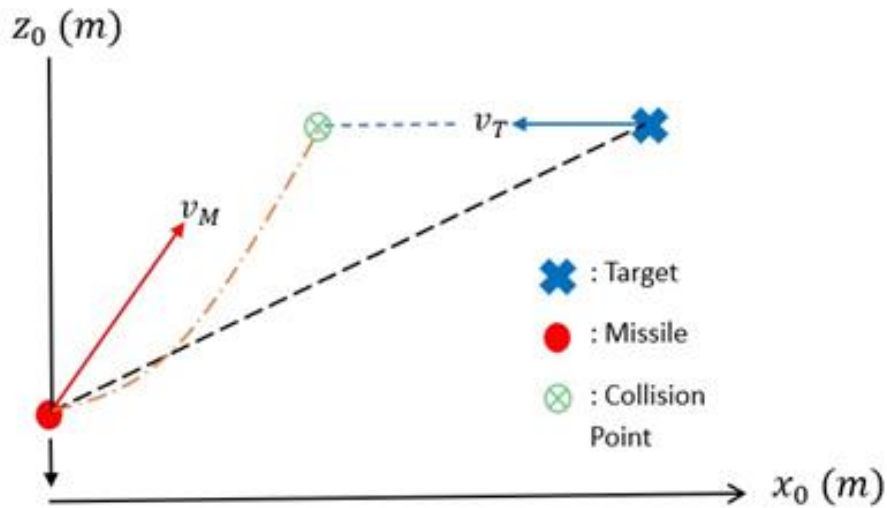 z₀ (m)
v_T
v_M
: Target
: Missile
: Collision
Point
x₀ (m)